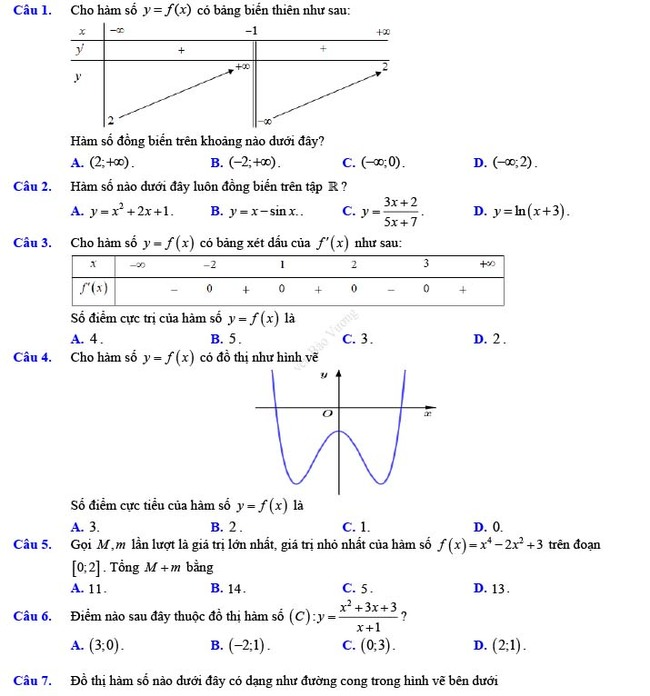 Câu 1. Cho hàm số y = f(x) có bảng biến thiên như sau:
x −∞ −1 +∞
y' + +
y 2 +∞ −∞ 2
Hàm số đồng biến trên khoảng nào dưới đây?
A. (2;+∞). B. (−2;+∞). C. (−∞;0). D. (−∞;2).
Câu 2. Hàm số nào dưới đây luôn đồng biến trên tập ℝ ?
A. y = x² + 2x + 1. B. y = x − sin x.. C. y = (3x + 2)/(5x + 7). D. y = ln(x + 3).
Câu 3. Cho hàm số y = f(x) có bảng xét dấu của f'(x) như sau:
x −∞ −2 1 2 3 +∞
f'(x) − 0 + 0 + 0 − 0 +
Số điểm cực trị của hàm số y = f(x) là
A. 4. B. 5. C. 3. D. 2.
Câu 4. Cho hàm số y = f(x) có đồ thị như hình vẽ
y
O x
Số điểm cực tiểu của hàm số y = f(x) là
A. 3. B. 2. C. 1. D. 0.
Câu 5. Gọi M, m lần lượt là giá trị lớn nhất, giá trị nhỏ nhất của hàm số f(x) = x⁴ − 2x² + 3 trên đoạn
[0;2]. Tổng M + m bằng
A. 11. B. 14. C. 5. D. 13.
Câu 6. Điểm nào sau đây thuộc đồ thị hàm số (C): y = (x² + 3x + 3)/(x + 1) ?
A. (3;0). B. (−2;1). C. (0;3). D. (2;1).
Câu 7. Đồ thị hàm số nào dưới đây có dạng như đường cong trong hình vẽ bên dưới